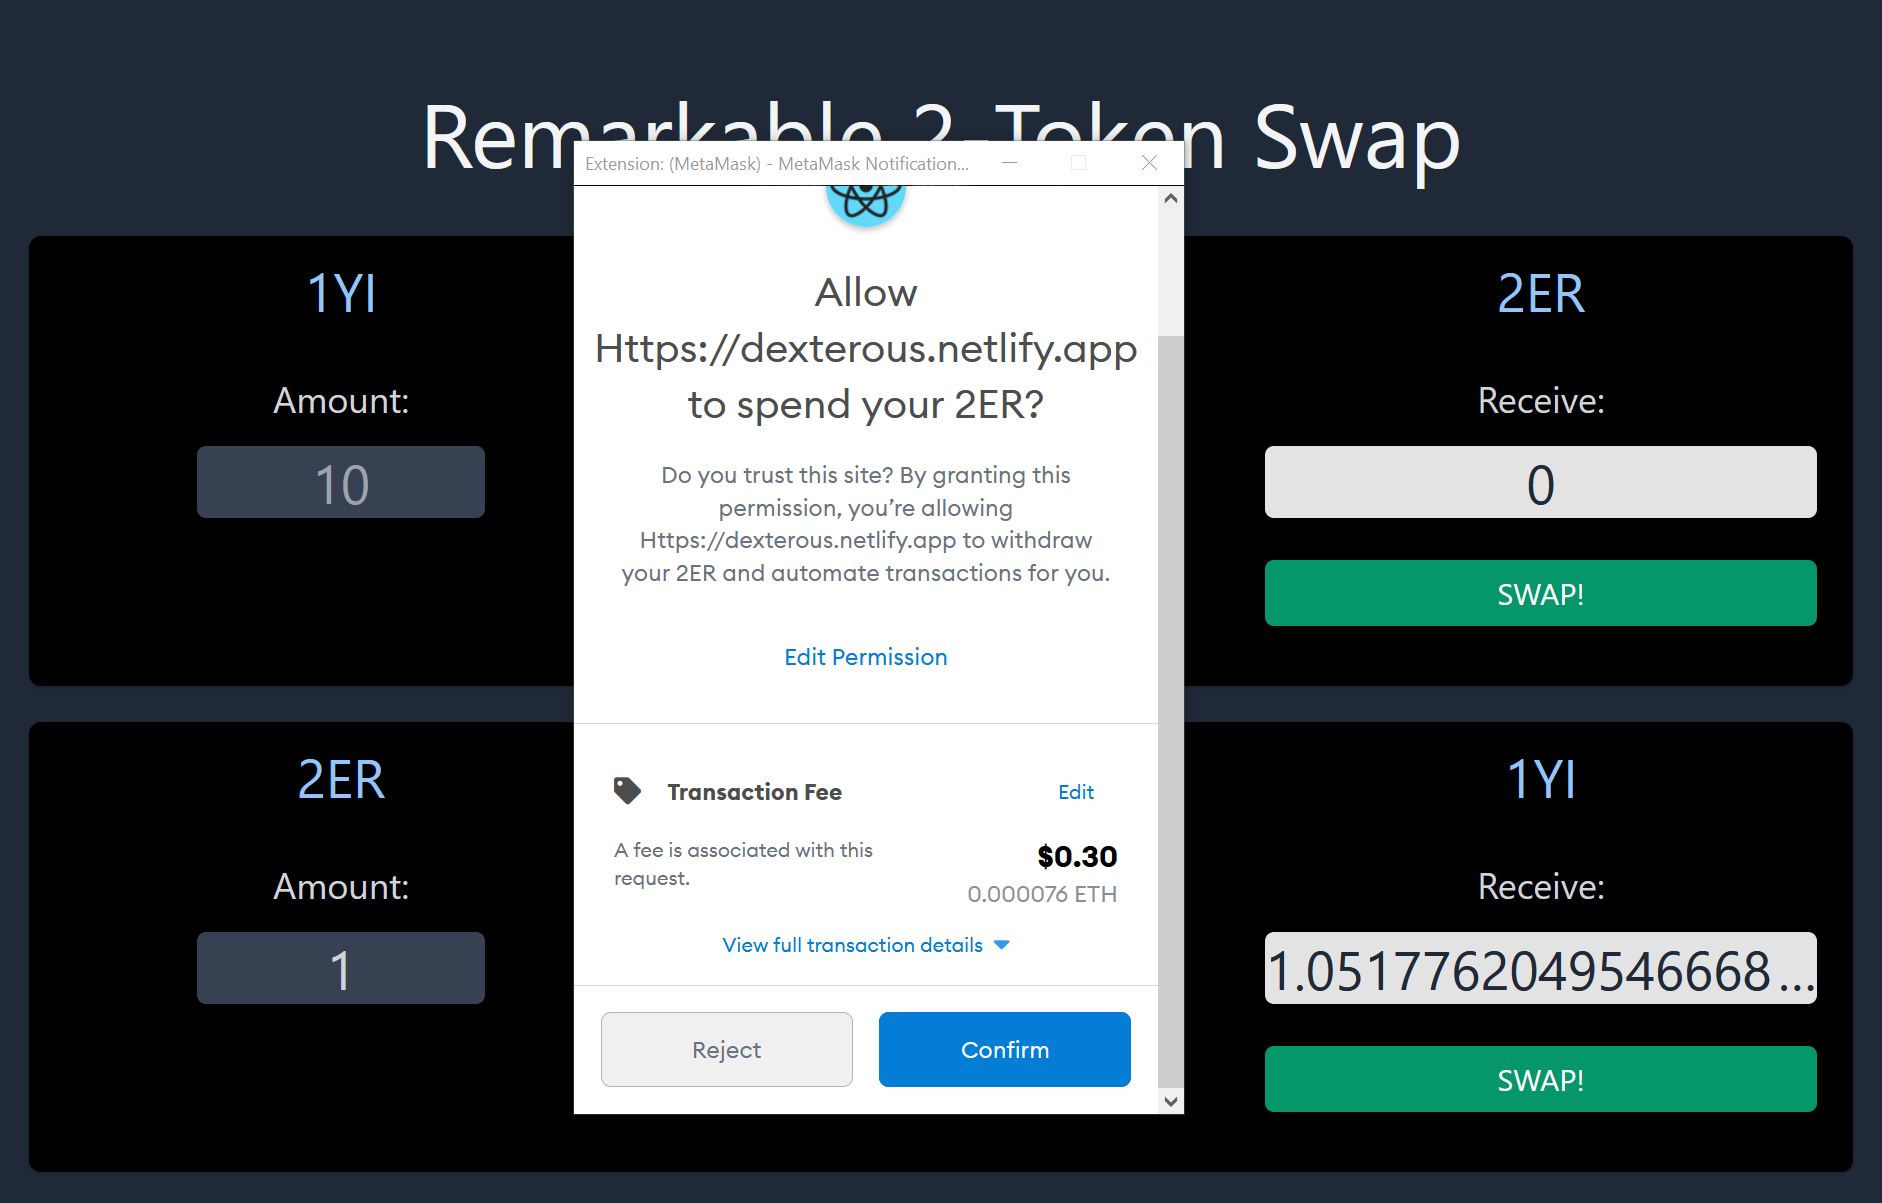 Remarkable 2-Token Swap
Extension: (MetaMask) - MetaMask Notification...
1YI
Amount:
10
2ER
Receive:
0
SWAP!
Allow
Https://dexterous.netlify.app
to spend your 2ER?
Do you trust this site? By granting this
permission, you’re allowing
Https://dexterous.netlify.app to withdraw
your 2ER and automate transactions for you.
Edit Permission
Transaction Fee
Edit
A fee is associated with this
request.
$0.30
0.000076 ETH
View full transaction details
Reject
Confirm
2ER
Amount:
1
1YI
Receive:
1.0517762049546668...
SWAP!